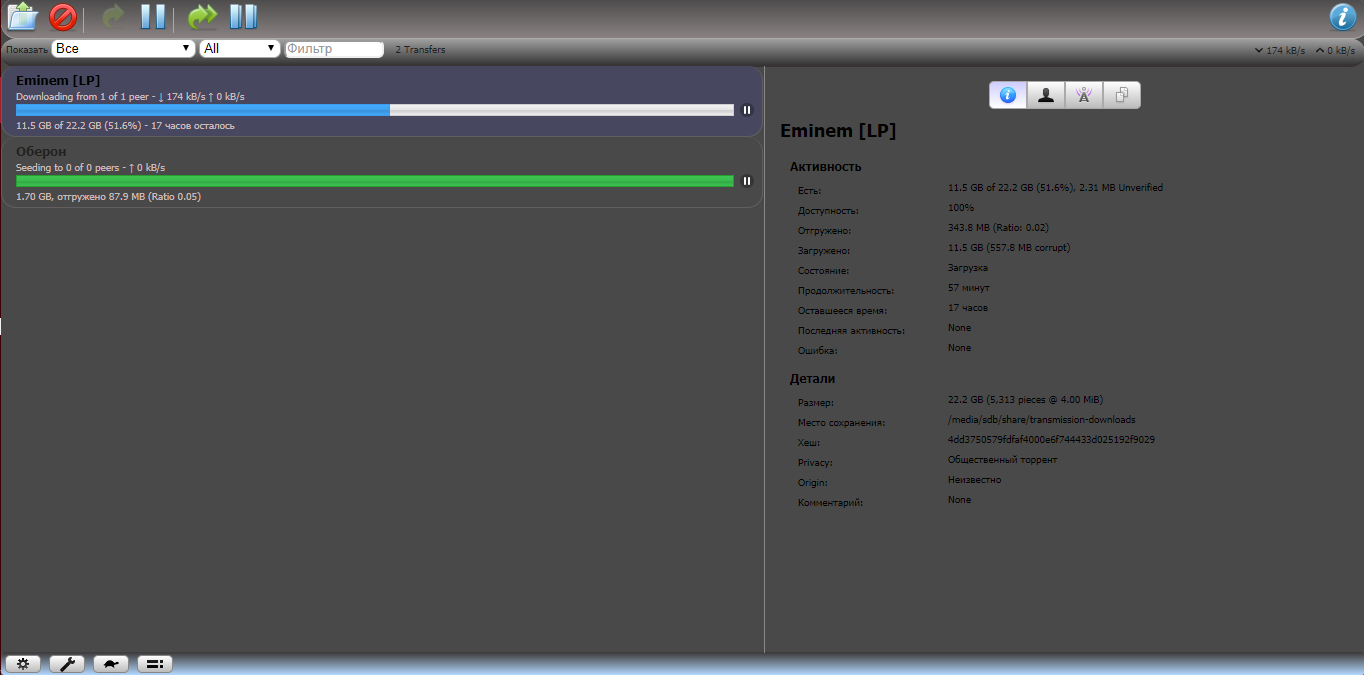 Показать Все All Фильтр 2 Transfers 174 kB/s 0 kB/s
Eminem [LP]
Downloading from 1 of 1 peer - ↓ 174 kB/s ↑ 0 kB/s
11.5 GB of 22.2 GB (51.6%) - 17 часов осталось
Оберон
Seeding to 0 of 0 peers - ↑ 0 kB/s
1.70 GB, отгружено 87.9 MB (Ratio 0.05)
Eminem [LP]
Активность
Есть: 11.5 GB of 22.2 GB (51.6%), 2.31 MB Unverified
Доступность: 100%
Отгружено: 343.8 MB (Ratio: 0.02)
Загружено: 11.5 GB (557.8 MB corrupt)
Состояние: Загрузка
Продолжительность: 57 минут
Оставшееся время: 17 часов
Последняя активность: None
Ошибка: None
Детали
Размер: 22.2 GB (5,313 pieces @ 4.00 MiB)
Место сохранения: /media/sdb/share/transmission-downloads
Хеш: 4dd3750579fdfaf4000e6f744433d025192f9029
Privacy: Общественный торрент
Origin: Неизвестно
Комментарий: None